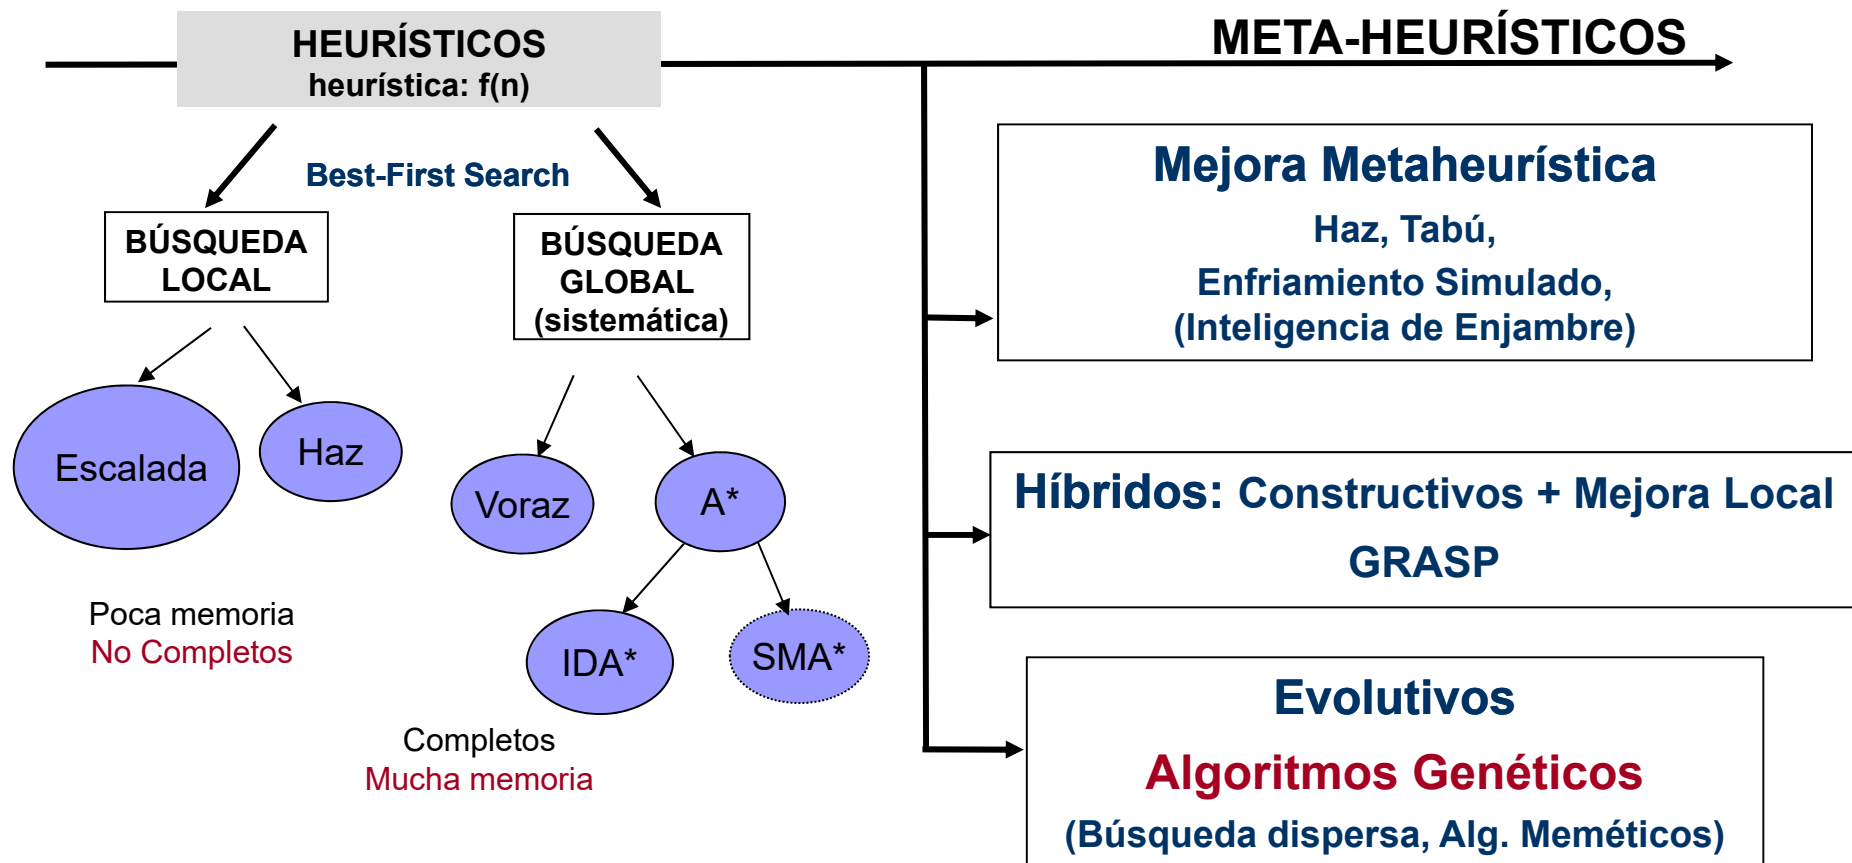 HEURÍSTICOS
heurística: f(n)
META-HEURÍSTICOS
Best-First Search
BÚSQUEDA
LOCAL
BÚSQUEDA
GLOBAL
(sistemática)
Escalada
Haz
Voraz
A*
IDA*
SMA*
Poca memoria
No Completos
Completos
Mucha memoria
Mejora Metaheurística
Haz, Tabú,
Enfriamiento Simulado,
(Inteligencia de Enjambre)
Híbridos: Constructivos + Mejora Local
GRASP
Evolutivos
Algoritmos Genéticos
(Búsqueda dispersa, Alg. Meméticos)